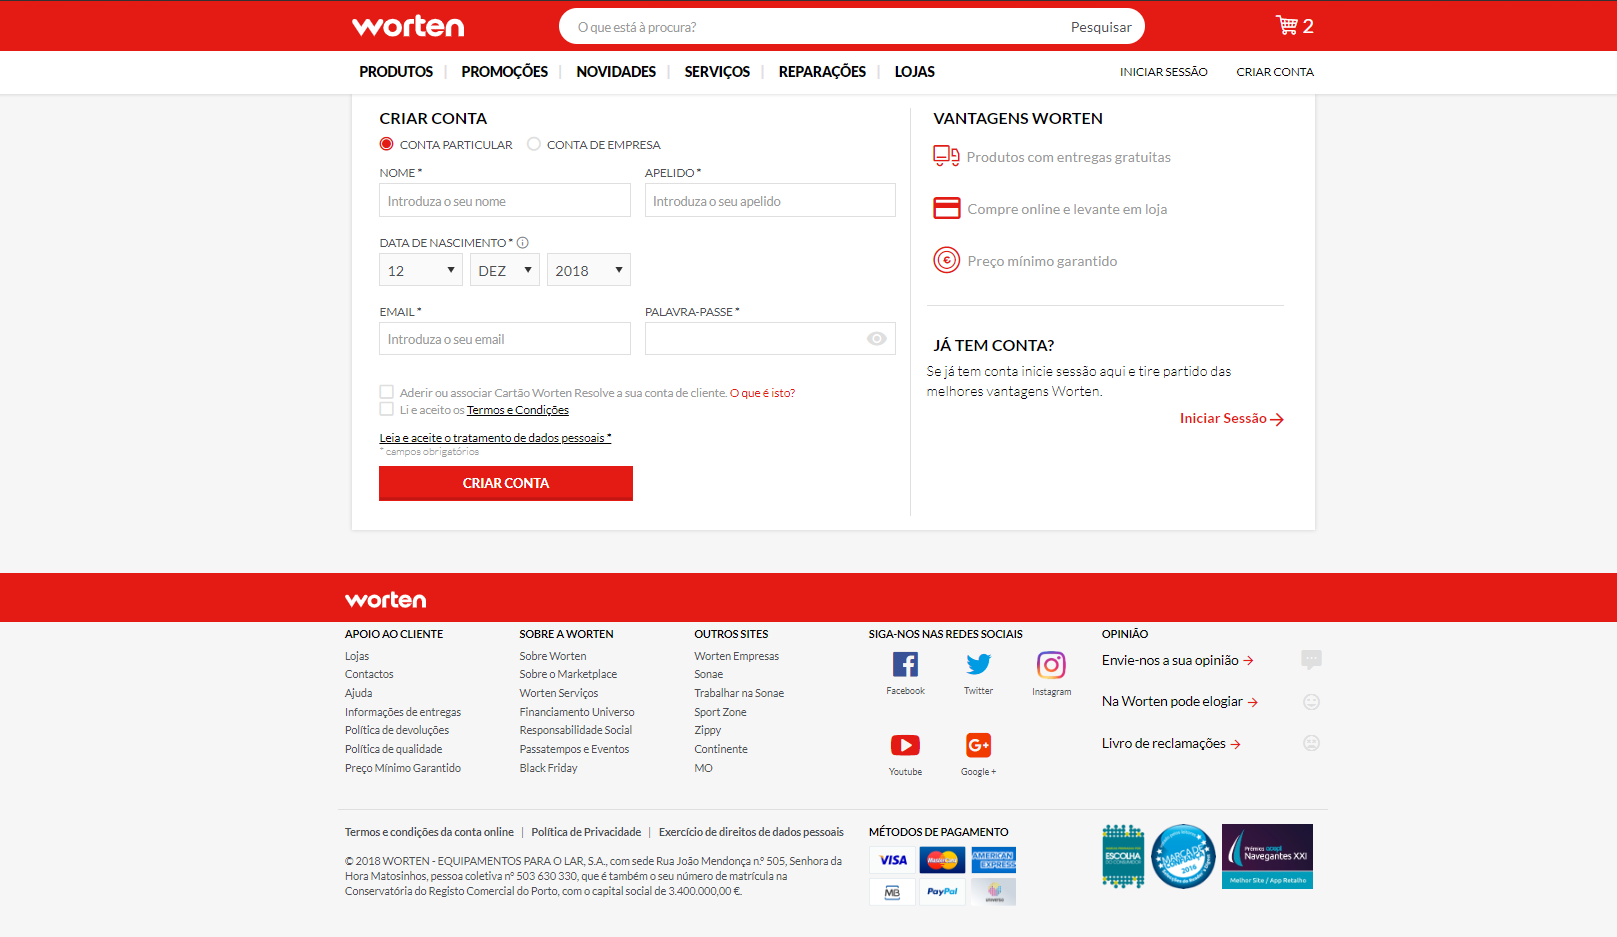 worten
O que está à procura?
Pesquisar
2
PRODUTOS
PROMOÇÕES
NOVIDADES
SERVIÇOS
REPARAÇÕES
LOJAS
INICIAR SESSÃO
CRIAR CONTA
CRIAR CONTA
CONTA PARTICULAR
CONTA DE EMPRESA
NOME *
APELIDO *
Introduza o seu nome
Introduza o seu apelido
DATA DE NASCIMENTO *
12
DEZ
2018
EMAIL *
PALAVRA-PASSE *
Introduza o seu email
Aderir ou associar Cartão Worten Resolve a sua conta de cliente. O que é isto?
Li e aceito os Termos e Condições
Leia e aceite o tratamento de dados pessoais *
* campos obrigatórios
CRIAR CONTA
VANTAGENS WORTEN
Produtos com entregas gratuitas
Compre online e levante em loja
Preço mínimo garantido
JÁ TEM CONTA?
Se já tem conta inicie sessão aqui e tire partido das
melhores vantagens Worten.
Iniciar Sessão
worten
APOIO AO CLIENTE
Lojas
Contactos
Ajuda
Informações de entregas
Política de devoluções
Política de qualidade
Preço Mínimo Garantido
SOBRE A WORTEN
Sobre Worten
Sobre o Marketplace
Worten Serviços
Financiamento Universo
Responsabilidade Social
Passatempos e Eventos
Black Friday
OUTROS SITES
Worten Empresas
Sonae
Trabalhar na Sonae
Sport Zone
Zippy
Continente
MO
SIGA-NOS NAS REDES SOCIAIS
Facebook
Twitter
Instagram
Youtube
G+
Google +
OPINIÃO
Envie-nos a sua opinião
Na Worten pode elogiar
Livro de reclamações
Termos e condições da conta online | Política de Privacidade | Exercício de direitos de dados pessoais
© 2018 WORTEN - EQUIPAMENTOS PARA O LAR, S.A., com sede Rua João Mendonça n.º 505, Senhora da
Hora Matosinhos, pessoa coletiva nº 503 630 330, que é também o seu número de matrícula na
Conservatória do Registo Comercial do Porto, com o capital social de 3.400.000,00 €.
MÉTODOS DE PAGAMENTO
VISA
MasterCard
AMERICAN EXPRESS
MB
PayPal
universo
ESCOLHA
MARCA DE CONFIANÇA
2016
Prémios acepi
Navegantes XXI
Melhor Site / App Retalho